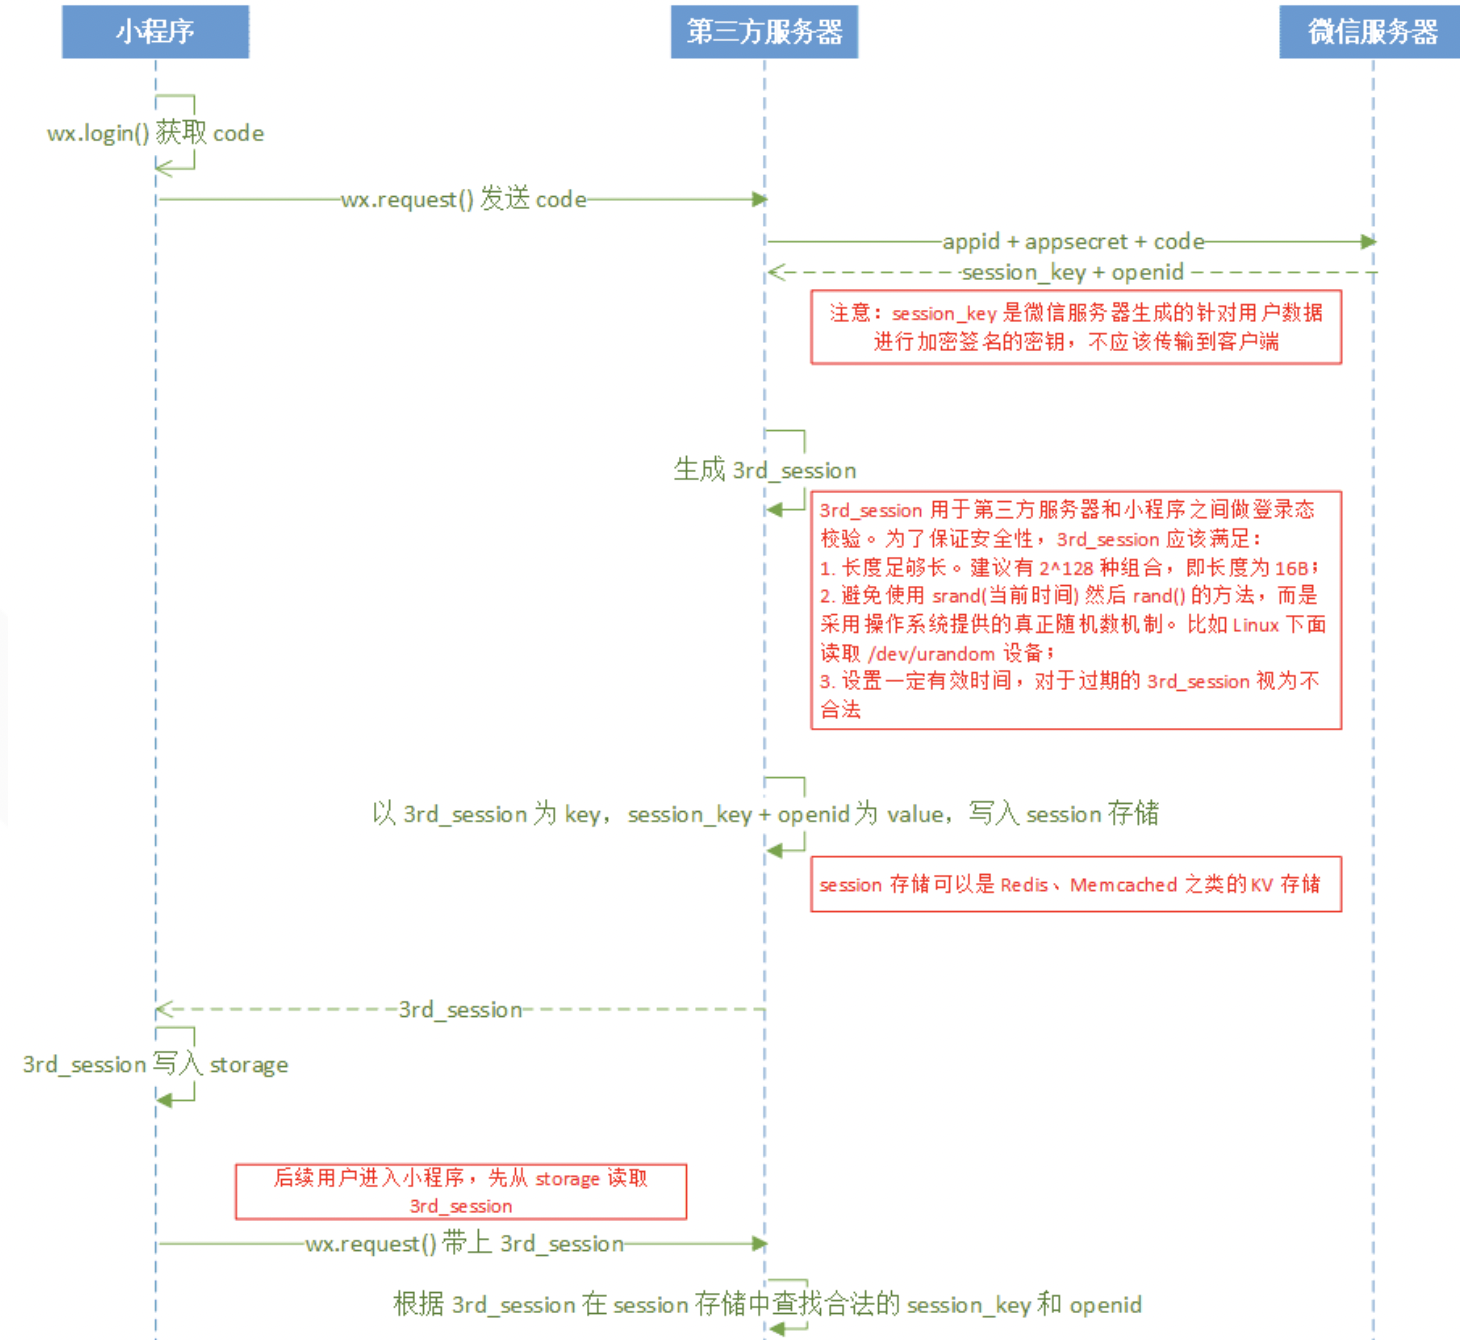 小程序
第三方服务器
微信服务器
wx.login() 获取 code
wx.request() 发送 code
appid + appsecret + code
session_key + openid
注意：session_key 是微信服务器生成的针对用户数据
进行加密签名的密钥，不应该传输到客户端
生成 3rd_session
3rd_session 用于第三方服务器和小程序之间做登录态
校验。为了保证安全性，3rd_session 应该满足：
1. 长度足够长。建议有 2^128 种组合，即长度为 16B；
2. 避免使用 srand(当前时间) 然后 rand() 的方法，而是
采用操作系统提供的真正随机数机制。比如 Linux 下面
读取 /dev/urandom 设备；
3. 设置一定有效时间，对于过期的 3rd_session 视为不
合法
以 3rd_session 为 key，session_key + openid 为 value，写入 session 存储
session 存储可以是 Redis、Memcached 之类的 KV 存储
3rd_session
3rd_session 写入 storage
后续用户进入小程序，先从 storage 读取
3rd_session
wx.request() 带上 3rd_session
根据 3rd_session 在 session 存储中查找合法的 session_key 和 openid